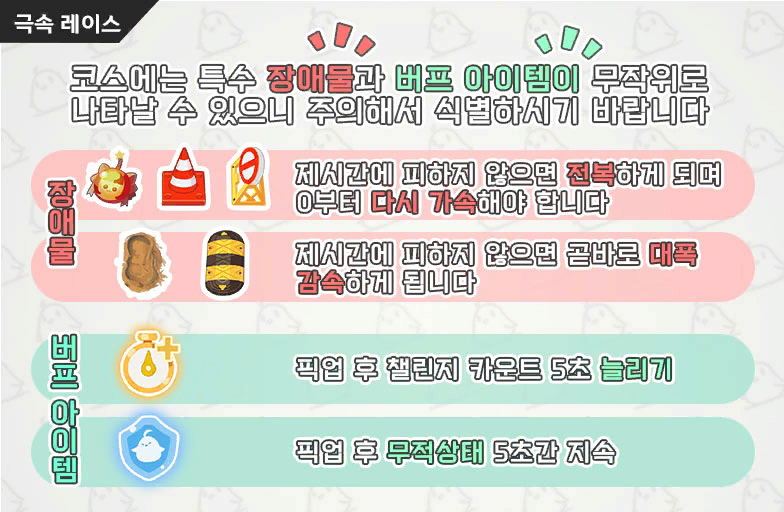 극속 레이스
코스에는 특수 장애물과 버프 아이템이 무작위로
나타날 수 있으니 주의해서 식별하시기 바랍니다
장애물
제시간에 피하지 않으면 전복하게 되며
0부터 다시 가속해야 합니다
제시간에 피하지 않으면 곧바로 대폭
감속하게 됩니다
버프 아이템
픽업 후 챌린지 카운트 5초 늘리기
픽업 후 무적상태 5초간 지속